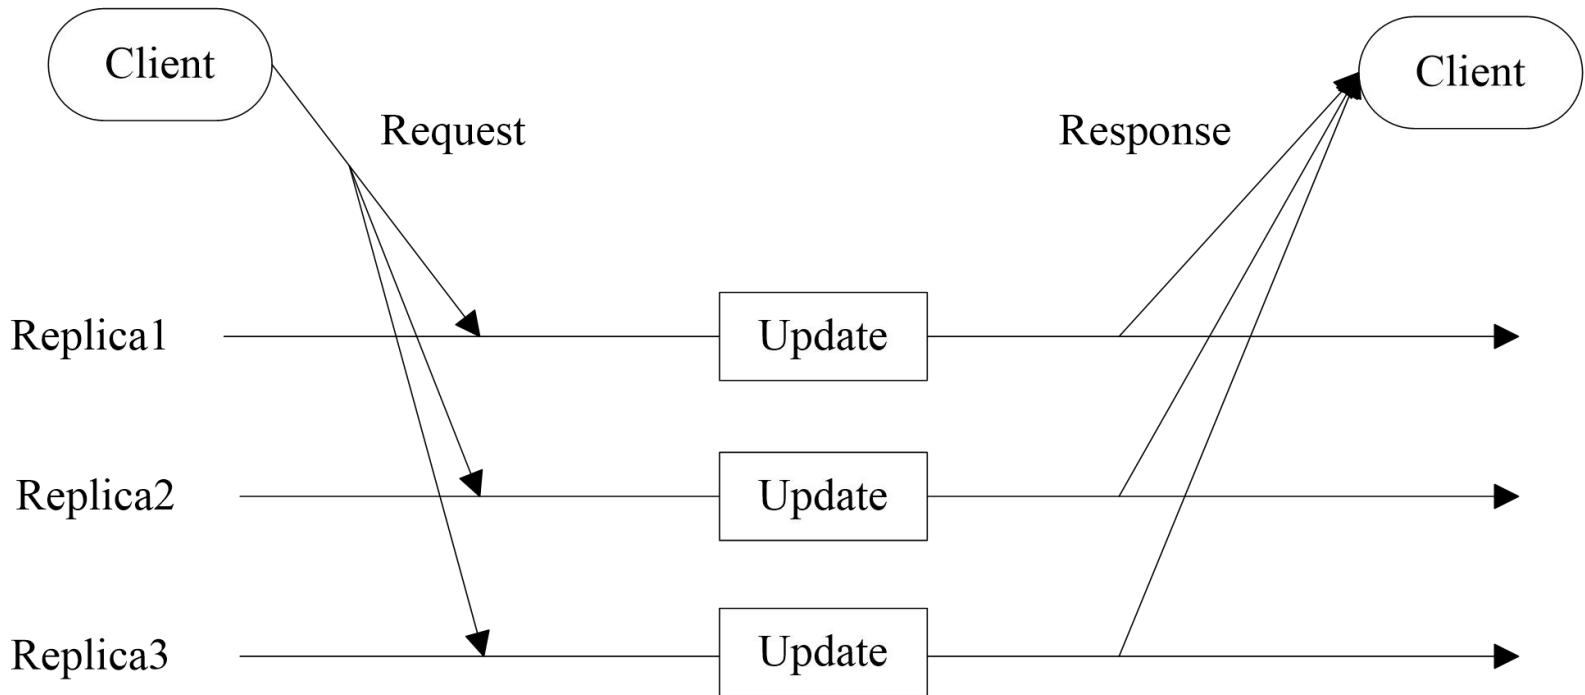 Client
Client
Request
Response
Replica1
Update
Replica2
Update
Replica3
Update